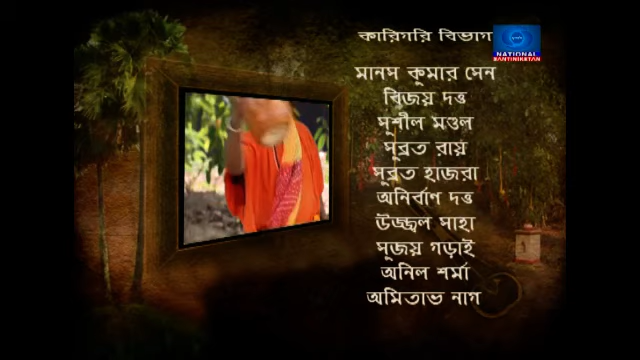 কারিগরি বিভাগ
NATIONAL
SANTINIKETAN
মানস কুমার সেন
বিজয় দত্ত
সুশীল মণ্ডল
সুব্রত রায়
সুব্রত হাজরা
অনির্বাণ দত্ত
উজ্জ্বল সাহা
সুজয় গড়াই
অনিল শর্মা
অমিতাভ নাগ